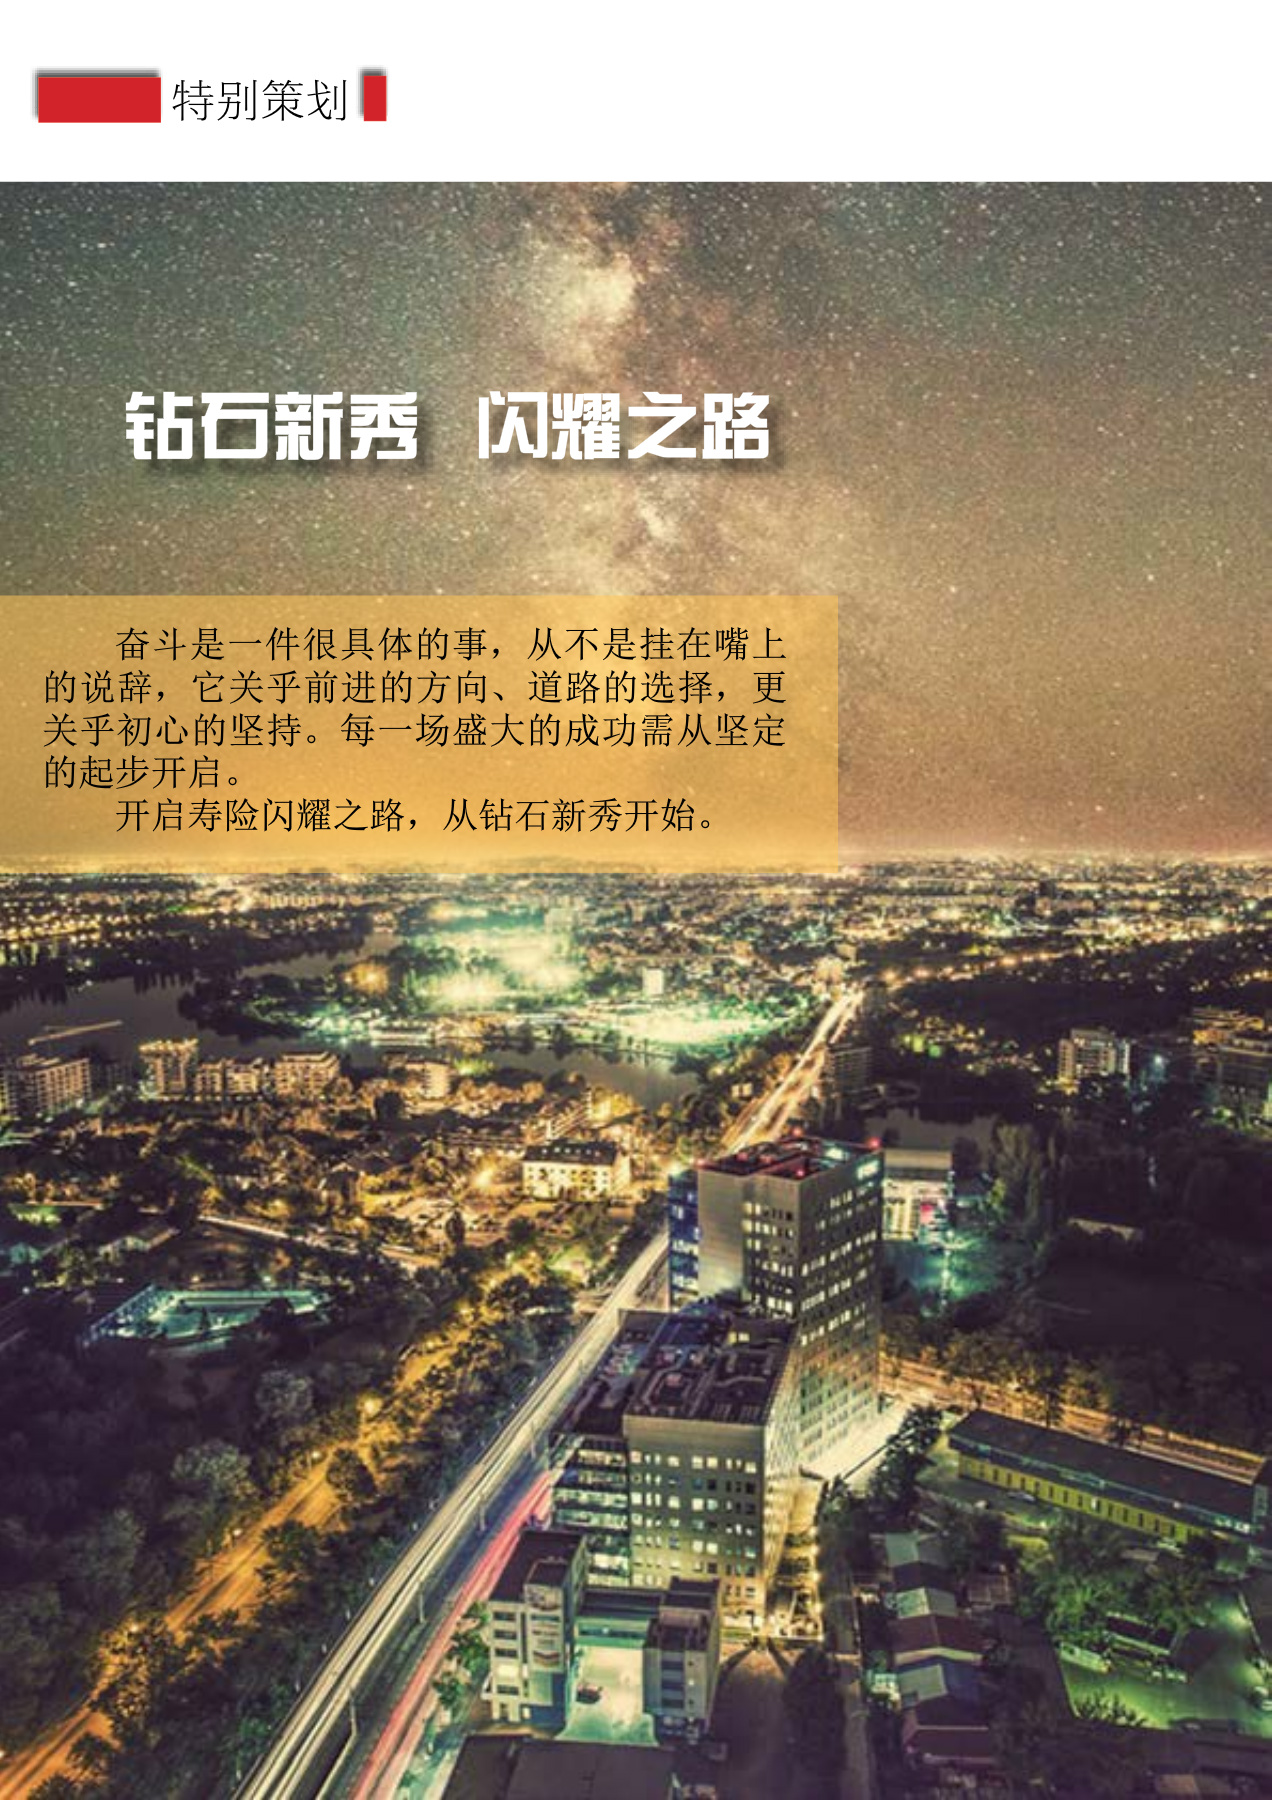 特别策划
钻石新秀 闪耀之路
奋斗是一件很具体的事，从不是挂在嘴上
的说辞，它关乎前进的方向、道路的选择，更
关乎初心的坚持。每一场盛大的成功需从坚定
的起步开启。
开启寿险闪耀之路，从钻石新秀开始。